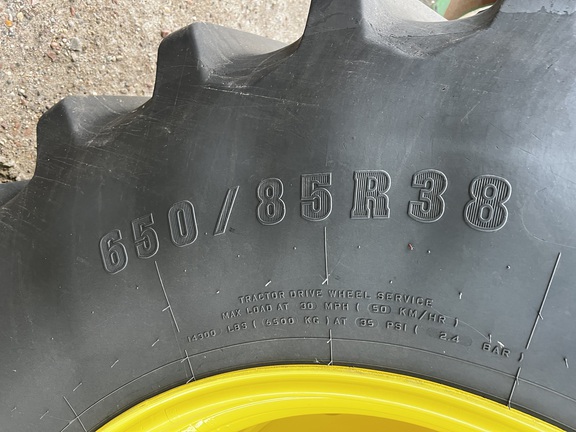 650/85R38
TRACTOR DRIVE WHEEL SERVICE
MAX LOAD AT 30 MPH ( 50 KM/HR )
14300 LBS ( 6500 KG ) AT 35 PSI ( 2.4 BAR )